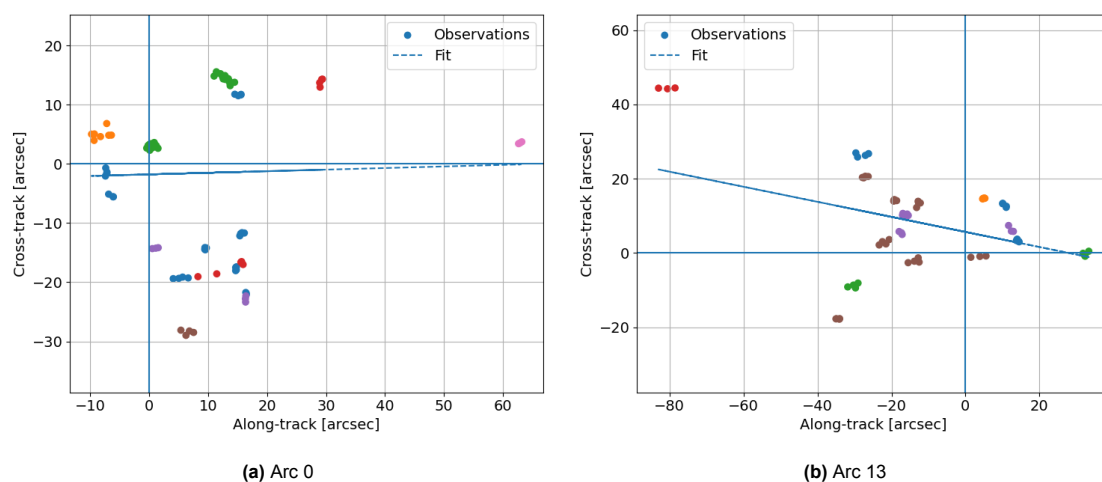 Observations
Fit
20
10
0
−10
−20
−30
Cross-track [arcsec]
−10 0 10 20 30 40 50 60
Along-track [arcsec]
(a) Arc 0
Observations
Fit
60
40
20
0
−20
Cross-track [arcsec]
−80 −60 −40 −20 0 20
Along-track [arcsec]
(b) Arc 13